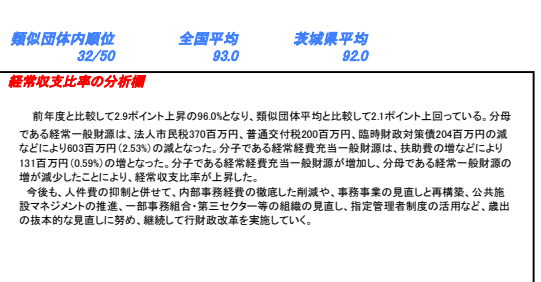 類似団体内順位 全国平均 茨城県平均
32/50 93.0 92.0
経常収支比率の分析欄
前年度と比較して2.9ポイント上昇の96.0%となり、類似団体平均と比較して2.1ポイント上回っている。分母
である経常一般財源は、法人市民税370百万円、普通交付税200百万円、臨時財政対策債204百万円の減
などにより603百万円(2.53%)の減となった。分子である経常経費充当一般財源は、扶助費の増などにより
131百万円(0.59%)の増となった。分子である経常経費充当一般財源が増加し、分母である経常一般財源の
増が減少したことにより、経常収支比率が上昇した。
今後も、人件費の抑制と併せて、内部事務経費の徹底した削減や、事務事業の見直しと再構築、公共施
設マネジメントの推進、一部事務組合・第三セクター等の組織の見直し、指定管理者制度の活用など、歳出
の抜本的な見直しに努め、継続して行財政改革を実施していく。